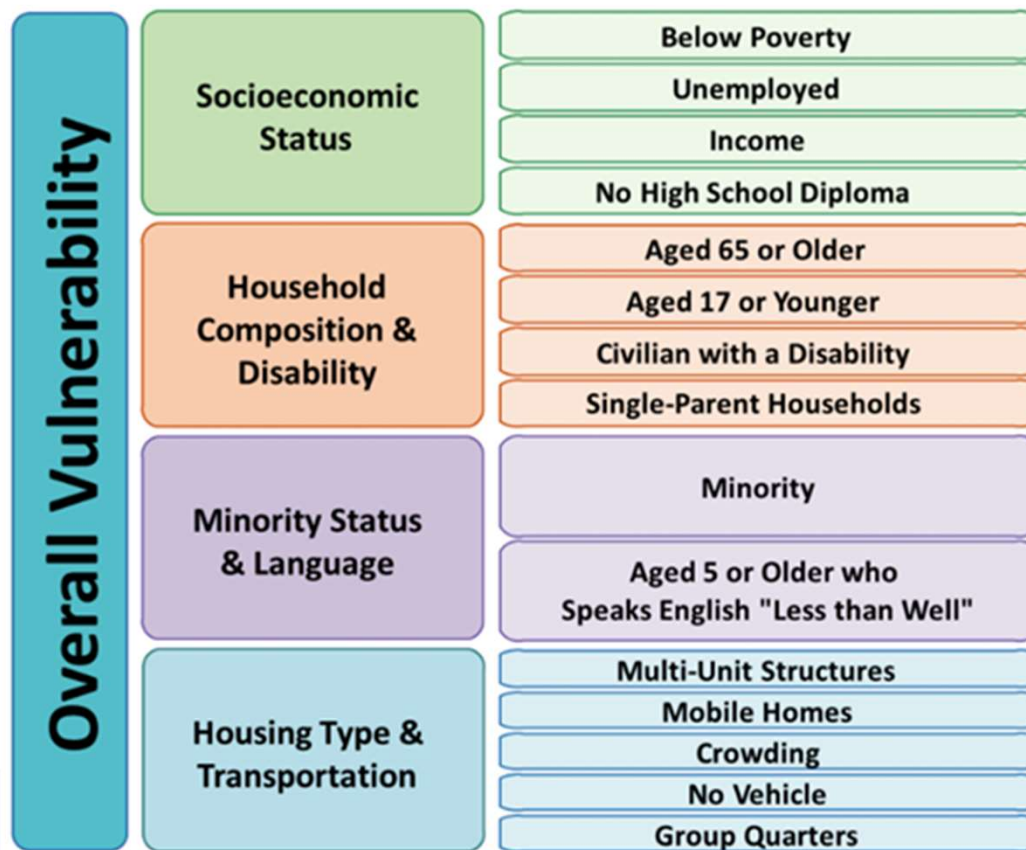 Overall Vulnerability
Socioeconomic
Status
Below Poverty
Unemployed
Income
No High School Diploma
Household
Composition &
Disability
Aged 65 or Older
Aged 17 or Younger
Civilian with a Disability
Single-Parent Households
Minority Status
& Language
Minority
Aged 5 or Older who
Speaks English "Less than Well"
Housing Type &
Transportation
Multi-Unit Structures
Mobile Homes
Crowding
No Vehicle
Group Quarters